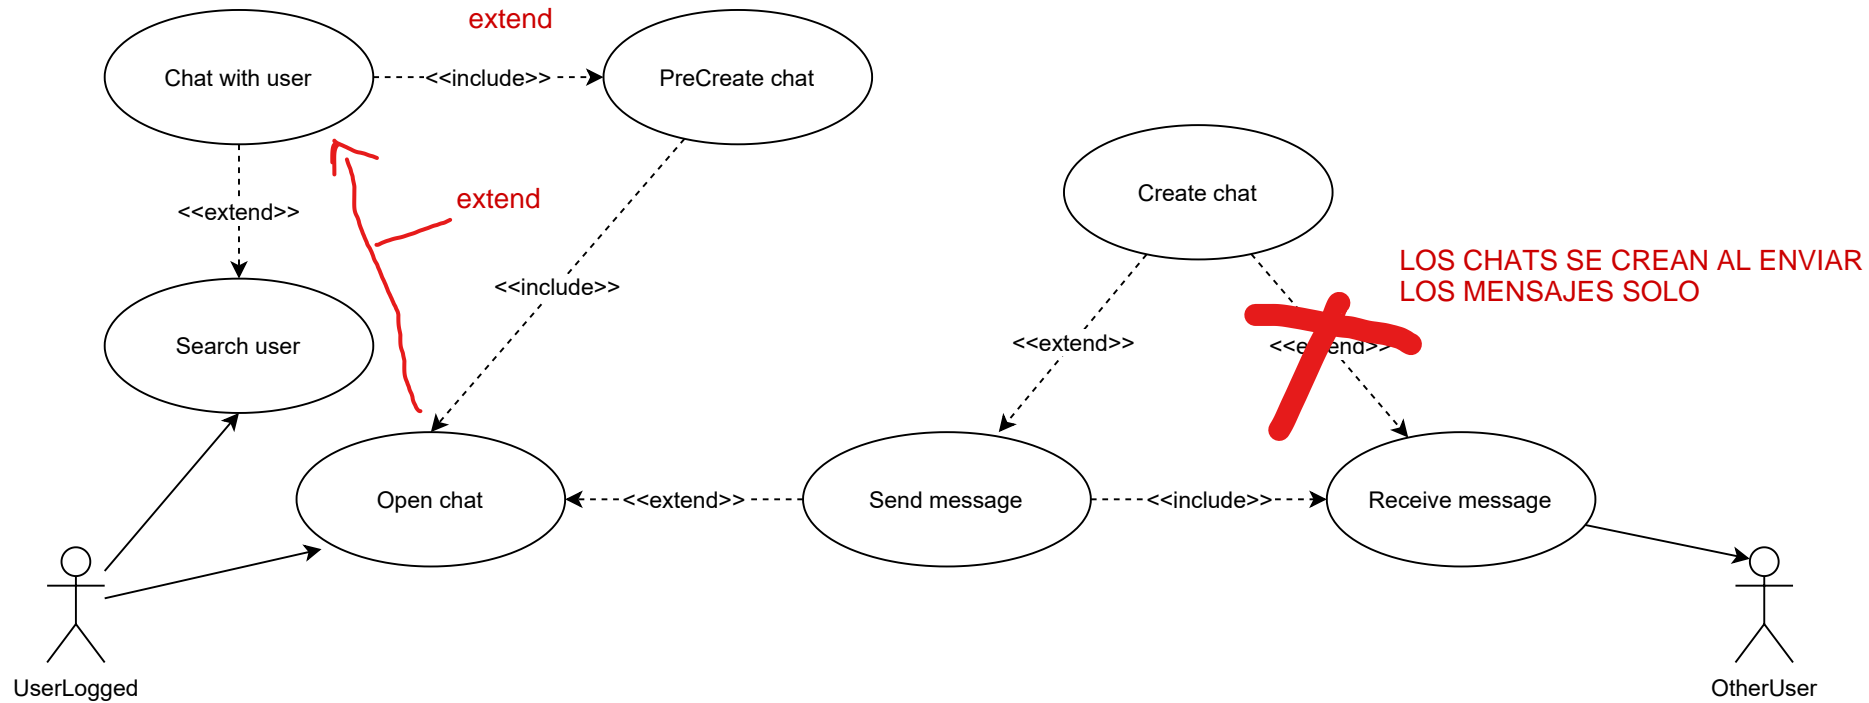 extend
Chat with user
<<include>>
PreCreate chat
Create chat
extend
<<extend>>
LOS CHATS SE CREAN AL ENVIAR
LOS MENSAJES SOLO
<<include>>
Search user
<<extend>>
<<extend>>
Open chat
<<extend>>
Send message
<<include>>
Receive message
UserLogged
OtherUser